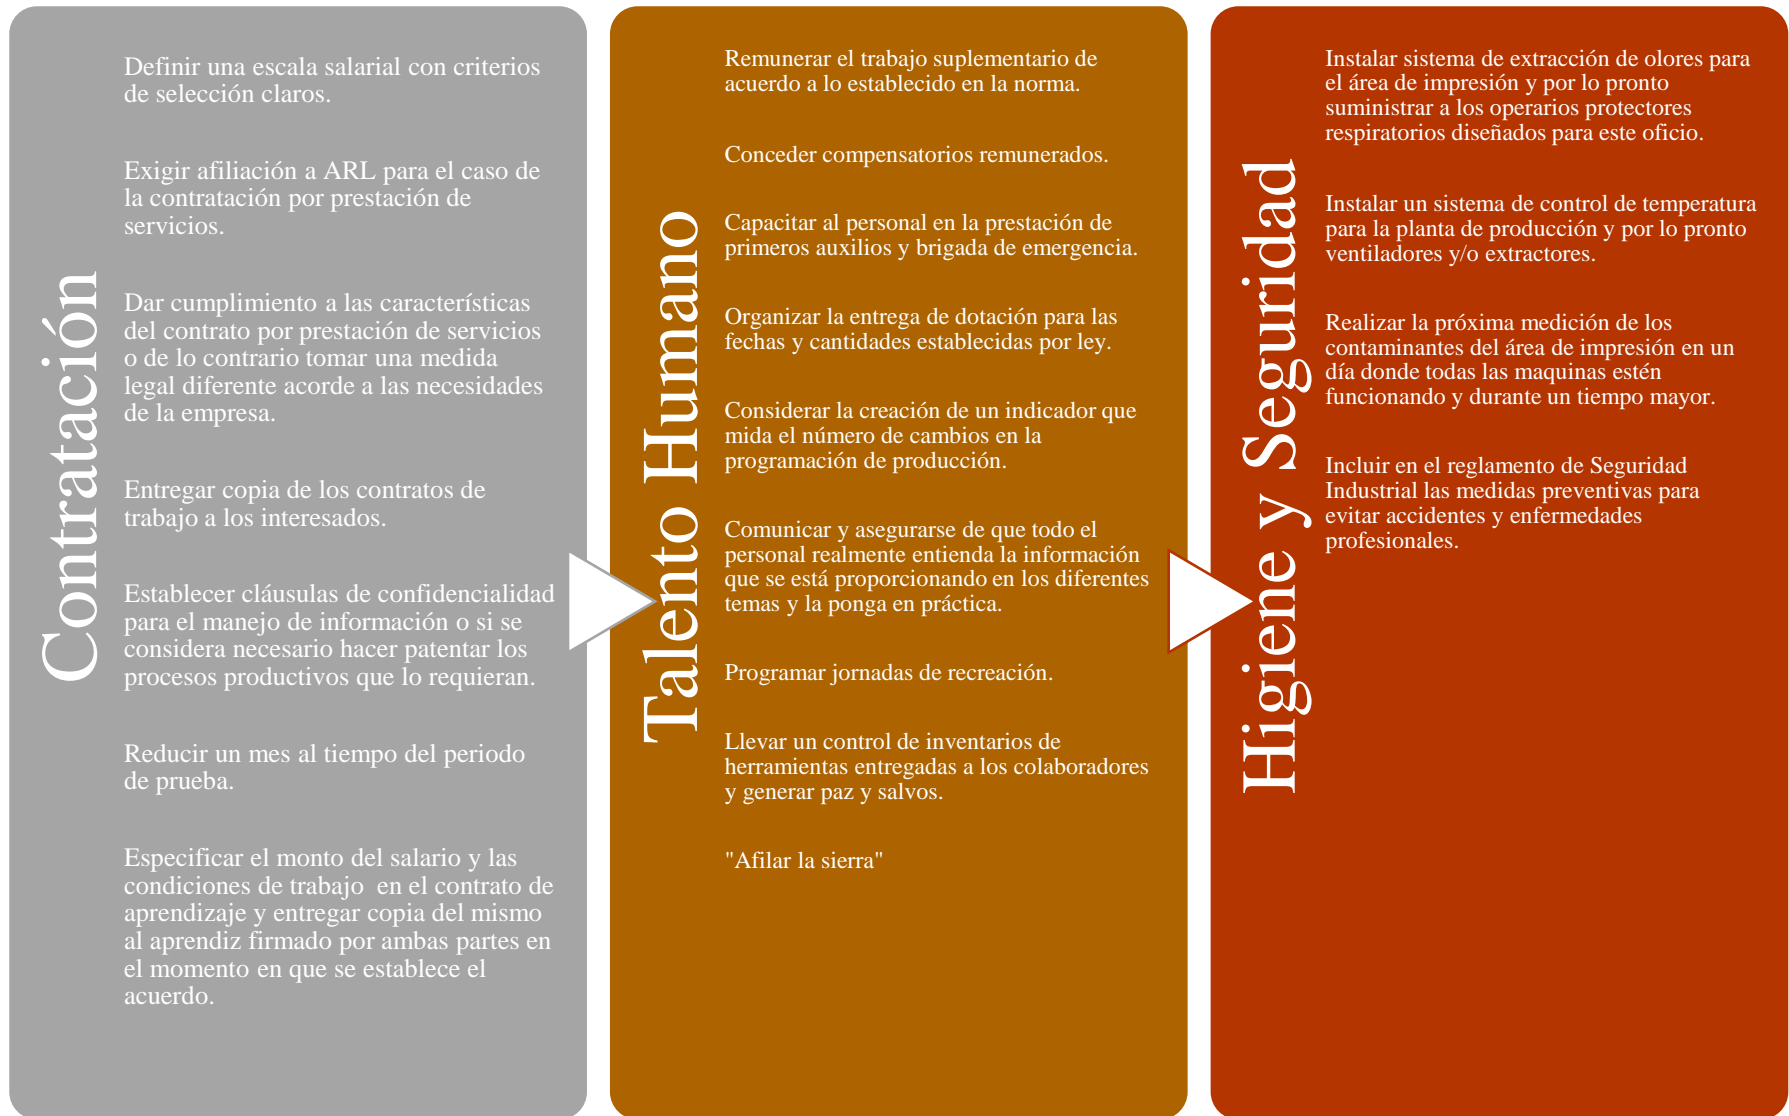 Contratación
Definir una escala salarial con criterios
de selección claros.
Exigir afiliación a ARL para el caso de
la contratación por prestación de
servicios.
Dar cumplimiento a las características
del contrato por prestación de servicios
o de lo contrario tomar una medida
legal diferente acorde a las necesidades
de la empresa.
Entregar copia de los contratos de
trabajo a los interesados.
Establecer cláusulas de confidencialidad
para el manejo de información o si se
considera necesario hacer patentar los
procesos productivos que lo requieran.
Reducir un mes al tiempo del periodo
de prueba.
Especificar el monto del salario y las
condiciones de trabajo  en el contrato de
aprendizaje y entregar copia del mismo
al aprendiz firmado por ambas partes en
el momento en que se establece el
acuerdo.
Talento Humano
Remunerar el trabajo suplementario de
acuerdo a lo establecido en la norma.
Conceder compensatorios remunerados.
Capacitar al personal en la prestación de
primeros auxilios y brigada de emergencia.
Organizar la entrega de dotación para las
fechas y cantidades establecidas por ley.
Considerar la creación de un indicador que
mida el número de cambios en la
programación de producción.
Comunicar y asegurarse de que todo el
personal realmente entienda la información
que se está proporcionando en los diferentes
temas y la ponga en práctica.
Programar jornadas de recreación.
Llevar un control de inventarios de
herramientas entregadas a los colaboradores
y generar paz y salvos.
"Afilar la sierra"
Higiene y Seguridad
Instalar sistema de extracción de olores para
el área de impresión y por lo pronto
suministrar a los operarios protectores
respiratorios diseñados para este oficio.
Instalar un sistema de control de temperatura
para la planta de producción y por lo pronto
ventiladores y/o extractores.
Realizar la próxima medición de los
contaminantes del área de impresión en un
día donde todas las maquinas estén
funcionando y durante un tiempo mayor.
Incluir en el reglamento de Seguridad
Industrial las medidas preventivas para
evitar accidentes y enfermedades
profesionales.